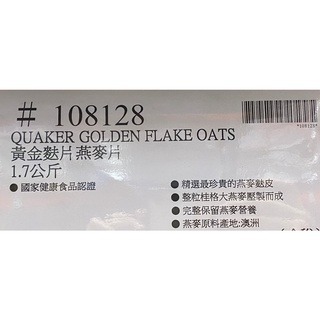 # 108128
*108128*
QUAKER GOLDEN FLAKE OATS
黃金麩片燕麥片
1.7公斤
● 國家健康食品認證
● 精選最珍貴的燕麥麩皮
● 整粒桂格大燕麥壓製而成
● 完整保留燕麥營養
● 燕麥原料產地:澳洲